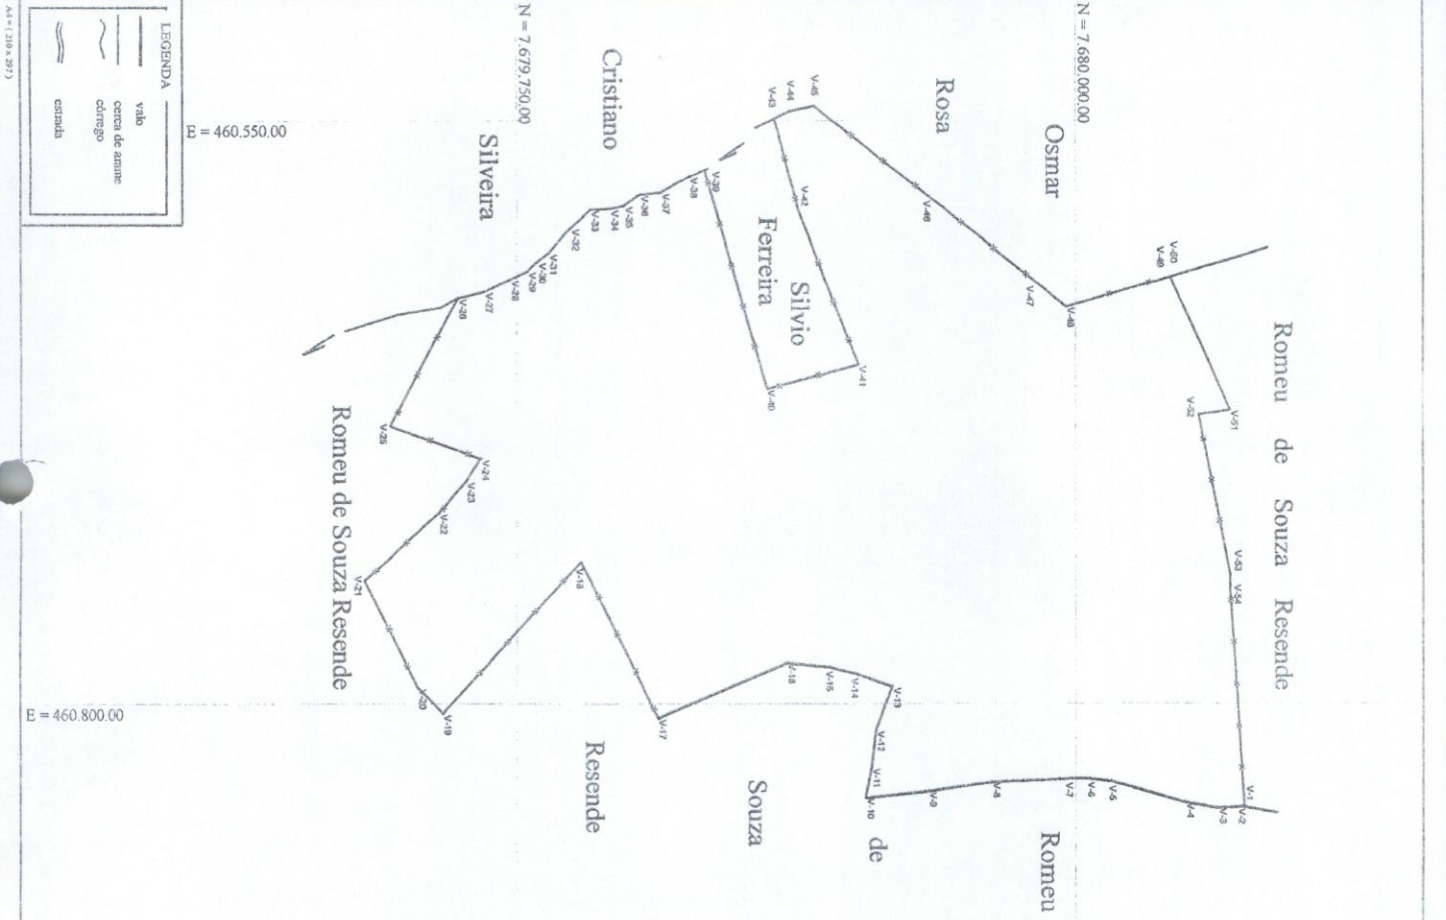 Romeu de Souza Resende
N = 7.680.000.00
Osmar
Rosa
Cristiano
Silveira
N = 7.679.750.00
Silvio
Ferreira
Romeu
de
Souza
Resende
Romeu de Souza Resende
E = 460.550.00
E = 460.800.00
V-1
V-2
V-3
V-4
V-5
V-6
V-7
V-8
V-9
V-10
V-11
V-12
V-13
V-14
V-17
V-19
V-20
V-21
V-22
V-23
V-24
V-25
V-26
V-27
V-28
V-29
V-30
V-31
V-32
V-33
V-34
V-35
V-36
V-37
V-38
V-39
V-40
V-41
V-42
V-43
V-44
V-45
V-46
V-47
V-48
V-49
V-50
V-51
V-52
V-53
V-54
LEGENDA
valo
cerca de arame
córrego
estrada
A4 = ( 210 x 297 )